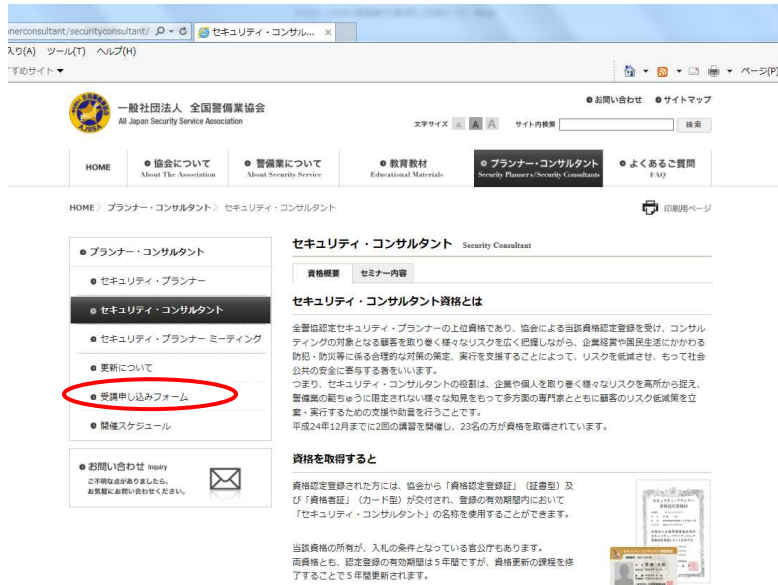 nnerconsultant/securityconsultant/
セキュリティ・コンサル... ×
入り(A) ツール(T) ヘルプ(H)
すめサイト ▼
ページ(P)
一般社団法人 全国警備業協会
All Japan Security Service Association
AJSSA
お問い合わせ サイトマップ
文字サイズ A A A サイト内検索 検索
HOME
協会について
About The Association
警備業について
About Security Service
教育教材
Educational Materials
プランナー・コンサルタント
Security Planners/Security Consultants
よくあるご質問
FAQ
HOME〉 プランナー・コンサルタント〉 セキュリティ・コンサルタント
印刷用ページ
プランナー・コンサルタント
セキュリティ・プランナー
セキュリティ・コンサルタント
セキュリティ・プランナー ミーティング
更新について
受講申し込みフォーム
開催スケジュール
お問い合わせ Inquiry
ご不明な点が
ありましたら、
お気軽にお問い合わせください。
セキュリティ・コンサルタント Security Consultant
資格概要 セミナー内容
セキュリティ・コンサルタント資格とは
全警協認定セキュリティ・プランナーの上位資格であり、協会による当該資格認定登録を受け、コンサル
ティングの対象となる顧客を取り巻く様々なリスクを広く把握しながら、企業経営や国民生活にかかわる
防犯・防災等に係る合理的な対策の策定、実行を支援することによって、リスクを低減させ、もって社会
公共の安全に寄与する者をいいます。
つまり、セキュリティ・コンサルタントの役割は、企業や個人を取り巻く様々なリスクを高所から捉え、
警備業の範ちゅうに限定されない様々な知見をもって多方面の専門家とともに顧客のリスク低減策を立
案・実行するための支援や助言を行うことです。
平成24年12月までに2回の講習を開催し、23名の方が資格を取得されています。
資格を取得すると
資格認定登録された方には、協会から「資格認定登録証」（証書型）及
び「資格者証」（カード型）が交付され、登録の有効期間内において
「セキュリティ・コンサルタント」の名称を使用することができます。
当該資格の所有が、入札の条件となっている官公庁もあります。
両資格とも、認定登録の有効期間は５年間ですが、資格更新の課程を修
了することで５年間更新されます。